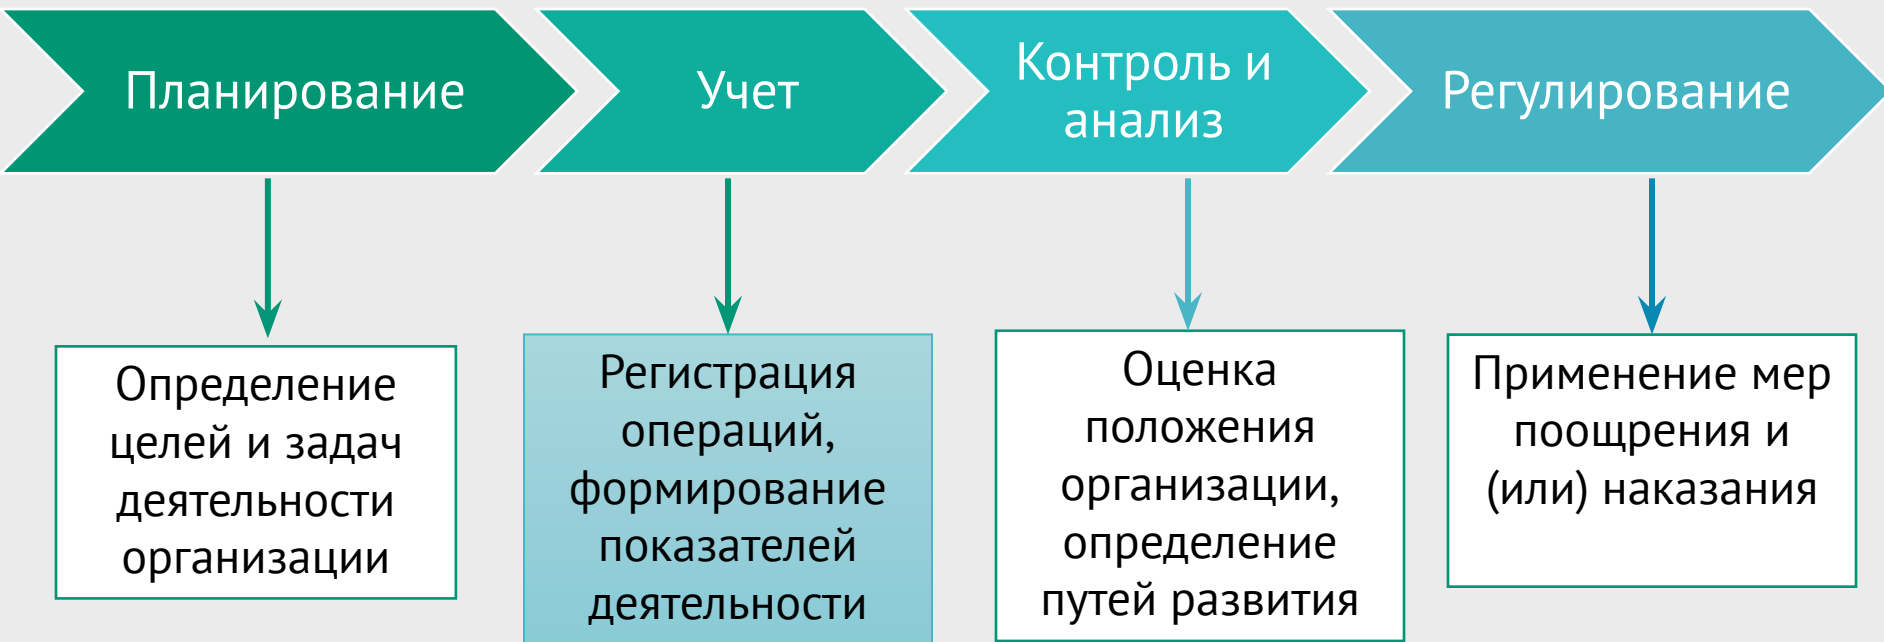 Планирование
Учет
Контроль и
анализ
Регулирование
Определение
целей и задач
деятельности
организации
Регистрация
операций,
формирование
показателей
деятельности
Оценка
положения
организации,
определение
путей развития
Применение мер
поощрения и
(или) наказания